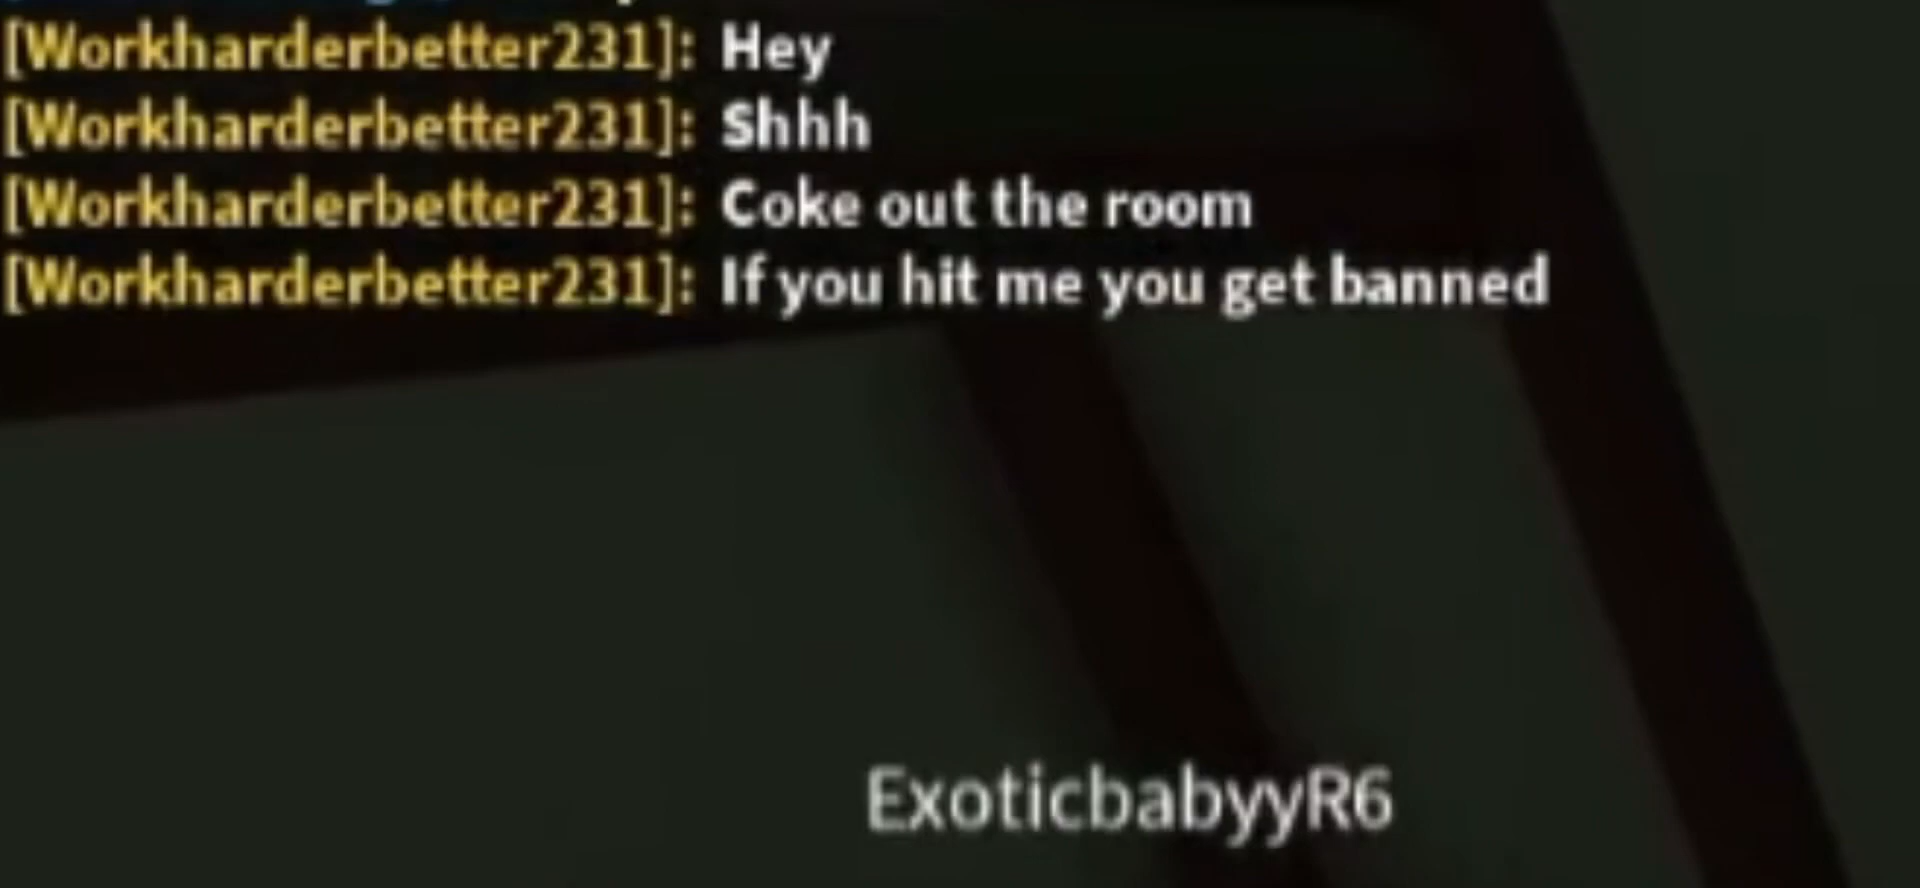 [Workharderbetter231]: Hey
[Workharderbetter231]: Shhh
[Workharderbetter231]: Coke out the room
[Workharderbetter231]: If you hit me you get banned
ExoticbabyyR6